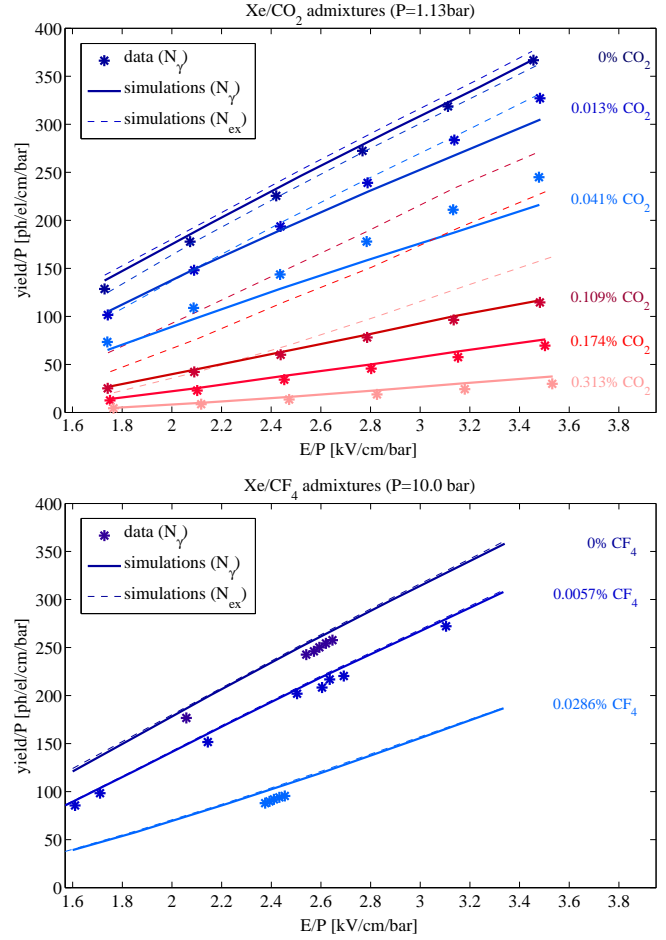 Xe/CO₂ admixtures (P=1.13bar)
400
350
300
250
200
150
100
50
0
yield/P [ph/el/cm/bar]
data (Nγ)
simulations (Nγ)
simulations (Nex)
0% CO₂
0.013% CO₂
0.041% CO₂
0.109% CO₂
0.174% CO₂
0.313% CO₂
1.6 1.8 2 2.2 2.4 2.6 2.8 3 3.2 3.4 3.6 3.8
E/P [kV/cm/bar]
Xe/CF₄ admixtures (P=10.0 bar)
400
350
300
250
200
150
100
50
0
yield/P [ph/el/cm/bar]
data (Nγ)
simulations (Nγ)
simulations (Nex)
0% CF₄
0.0057% CF₄
0.0286% CF₄
1.6 1.8 2 2.2 2.4 2.6 2.8 3 3.2 3.4 3.6 3.8
E/P [kV/cm/bar]